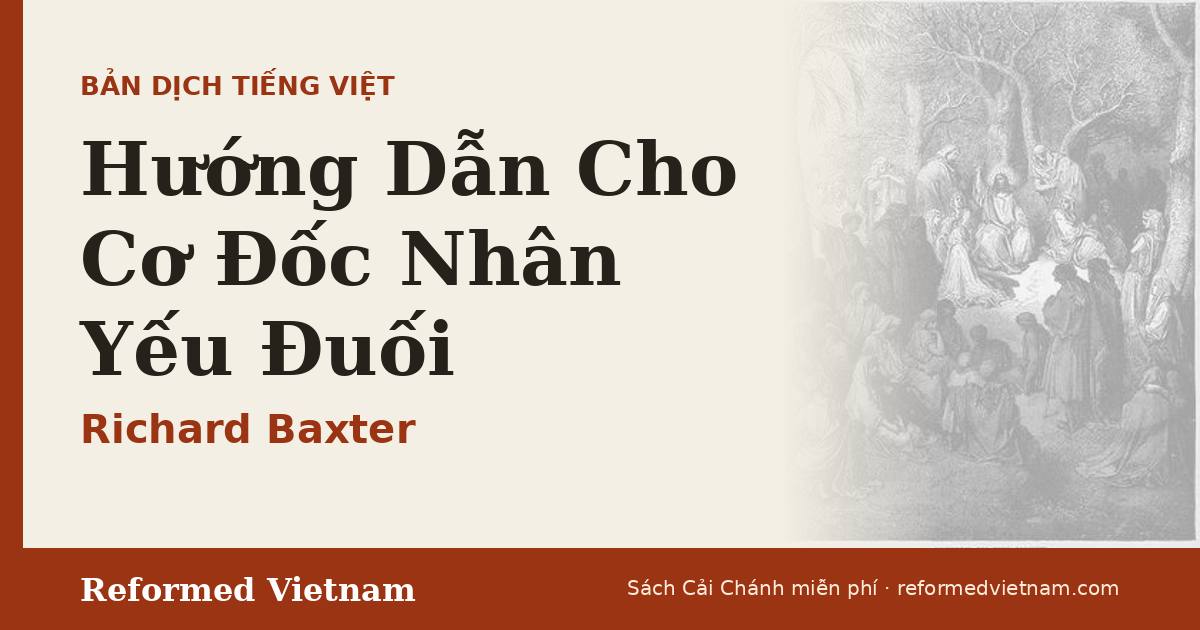 BẢN DỊCH TIẾNG VIỆT
Hướng Dẫn Cho
Cơ Đốc Nhân
Yếu Đuối
Richard Baxter
Reformed Vietnam
Sách Cải Chánh miễn phí · reformedvietnam.com